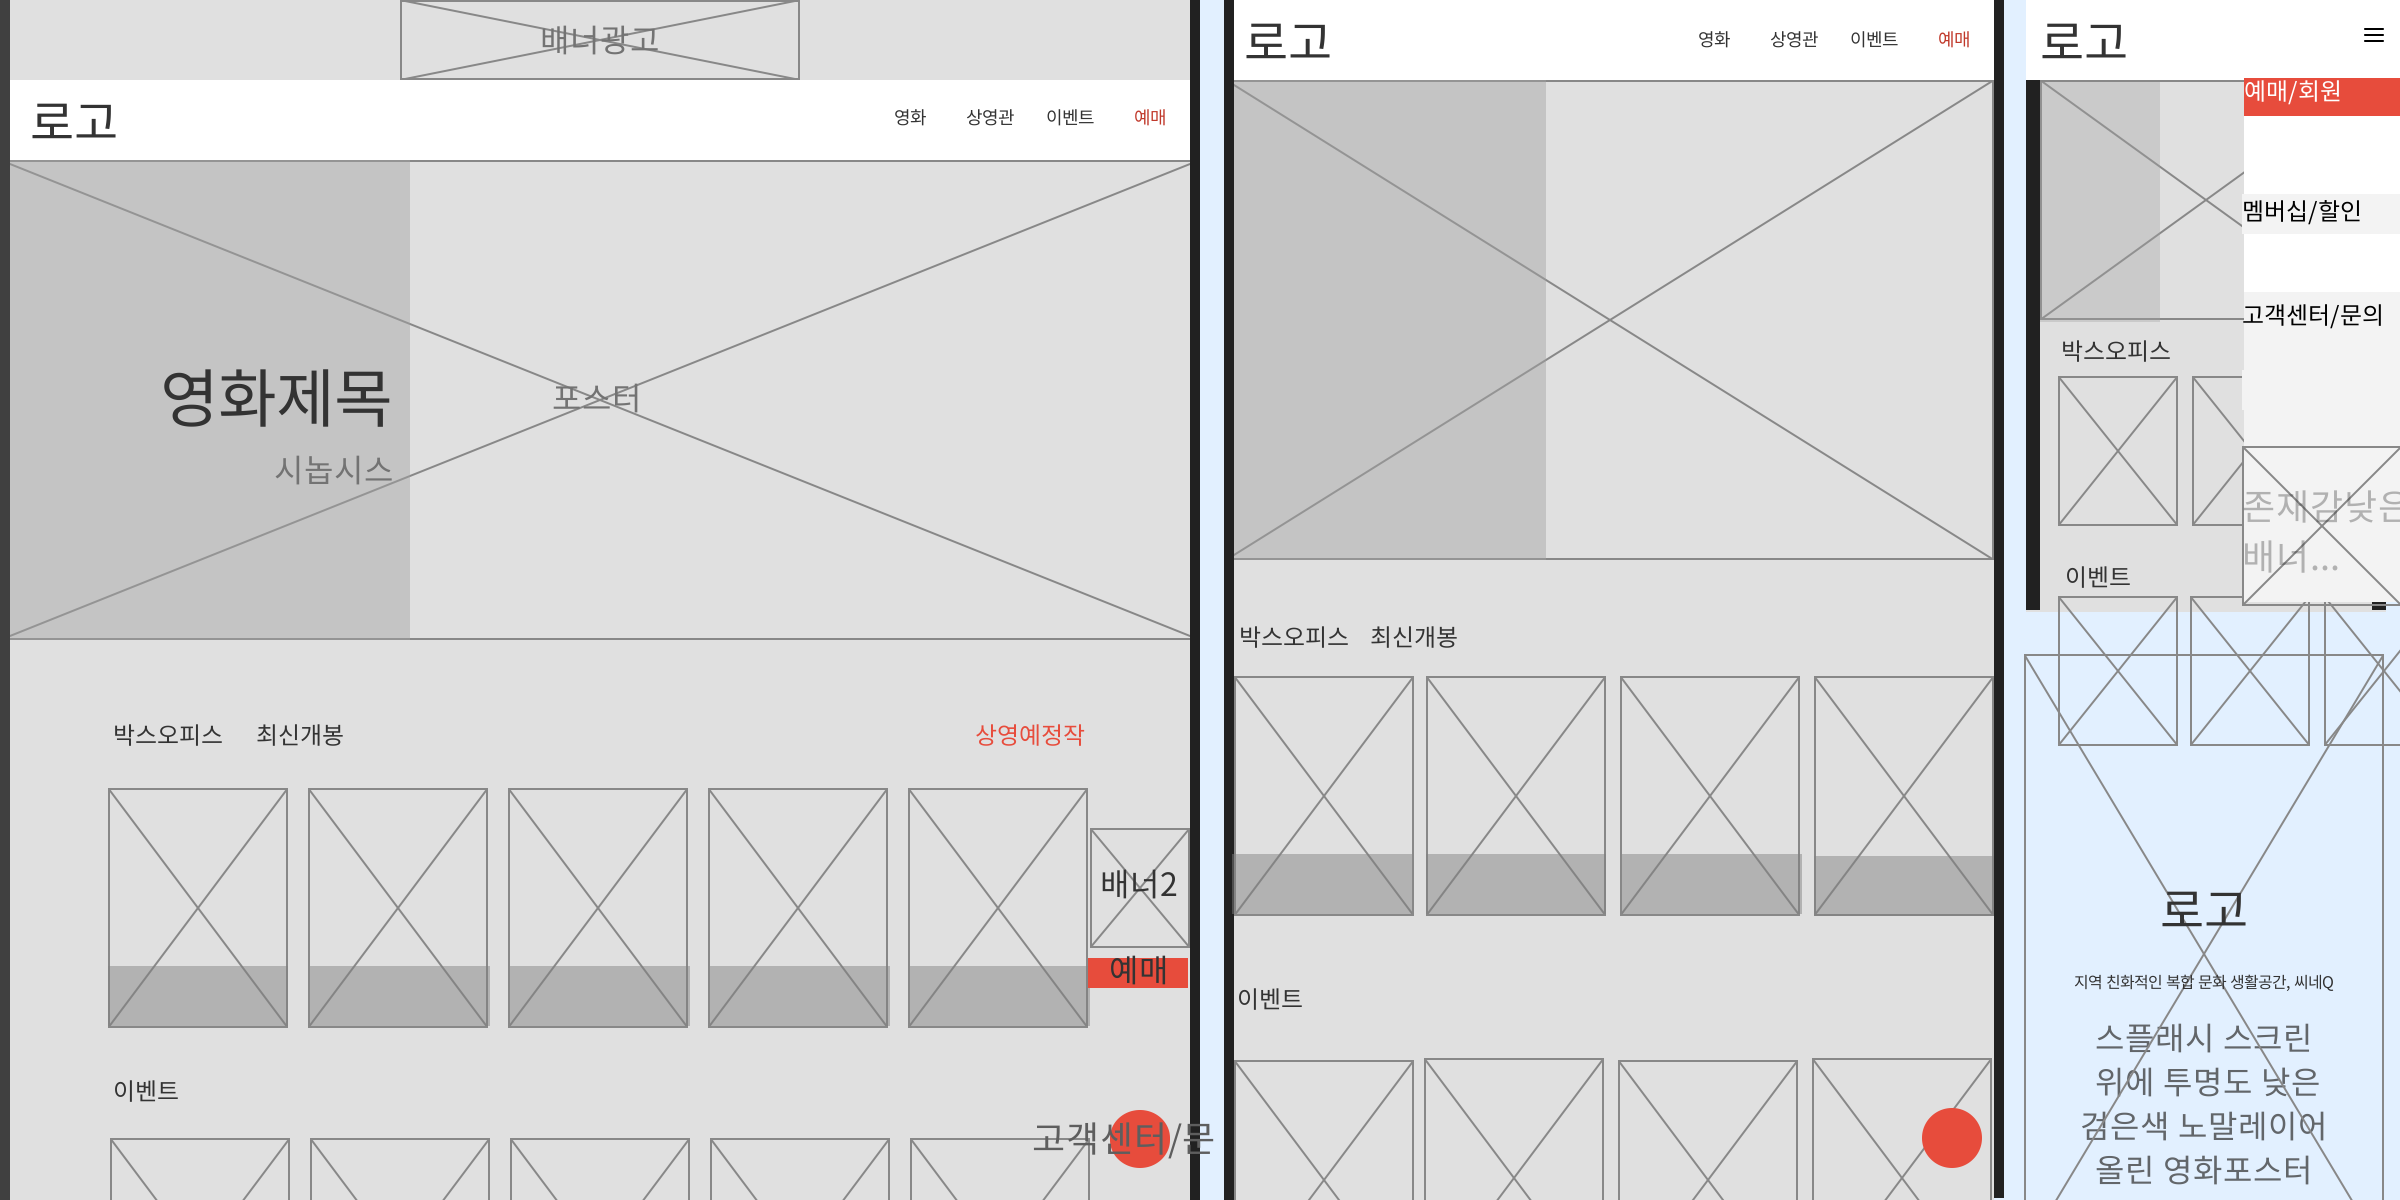 배너광고
로고
영화 상영관 이벤트 예매
영화제목
시놉시스
포스터
박스오피스 최신개봉 상영예정작
배너2
예매
이벤트
고객센터/문
로고
영화 상영관 이벤트 예매
박스오피스 최신개봉
이벤트
로고
예매/회원
멤버십/할인
고객센터/문의
박스오피스
존재감낮은
배너...
이벤트
로고
지역 친화적인 복합 문화 생활공간, 씨네Q
스플래시 스크린
위에 투명도 낮은
검은색 노말레이어
올린 영화포스터